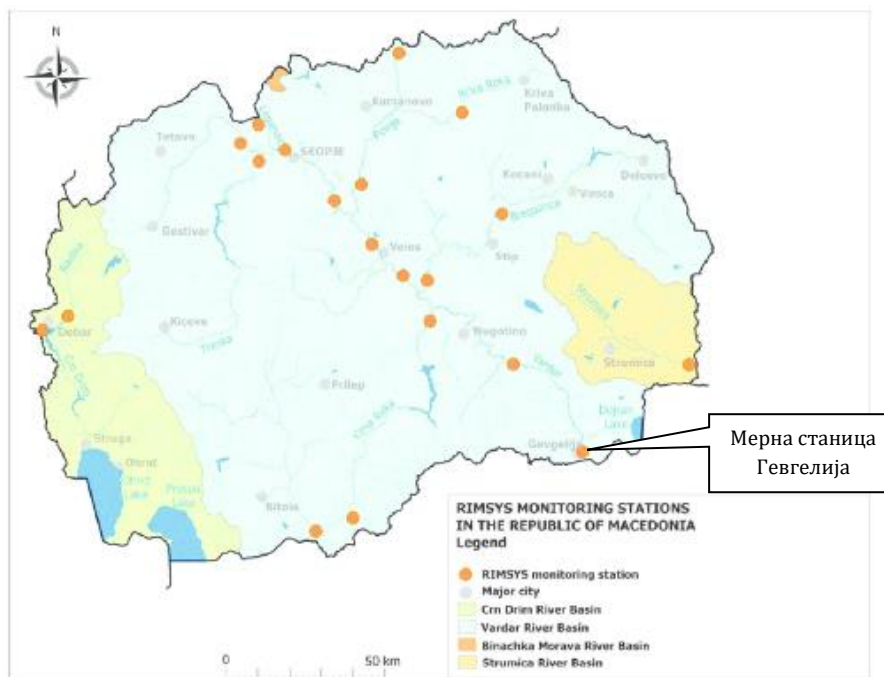 N
Kriva
Palanka
Kriva Reka
Kumanovo
Pcinja
Tetovo
SKOPJE
Delcevo
Kocani
Vinica
Bregalnica
Gostivar
Veles
Stip
Radika
Strumica
Debar
Kicevo
Treska
Negotino
Strumica
Crn Drim
Vardar
Prilep
Dojran
Lake
Crna Reka
Struga
Gevgelija
Мерна станица
Гевгелија
Ohrid
Ohrid
Lake
Prespa
Lake
Bitola
RIMSYS MONITORING STATIONS
IN THE REPUBLIC OF MACEDONIA
Legend
RIMSYS monitoring station
Major city
Crn Drim River Basin
Vardar River Basin
Binachka Morava River Basin
Strumica River Basin
0 50 km